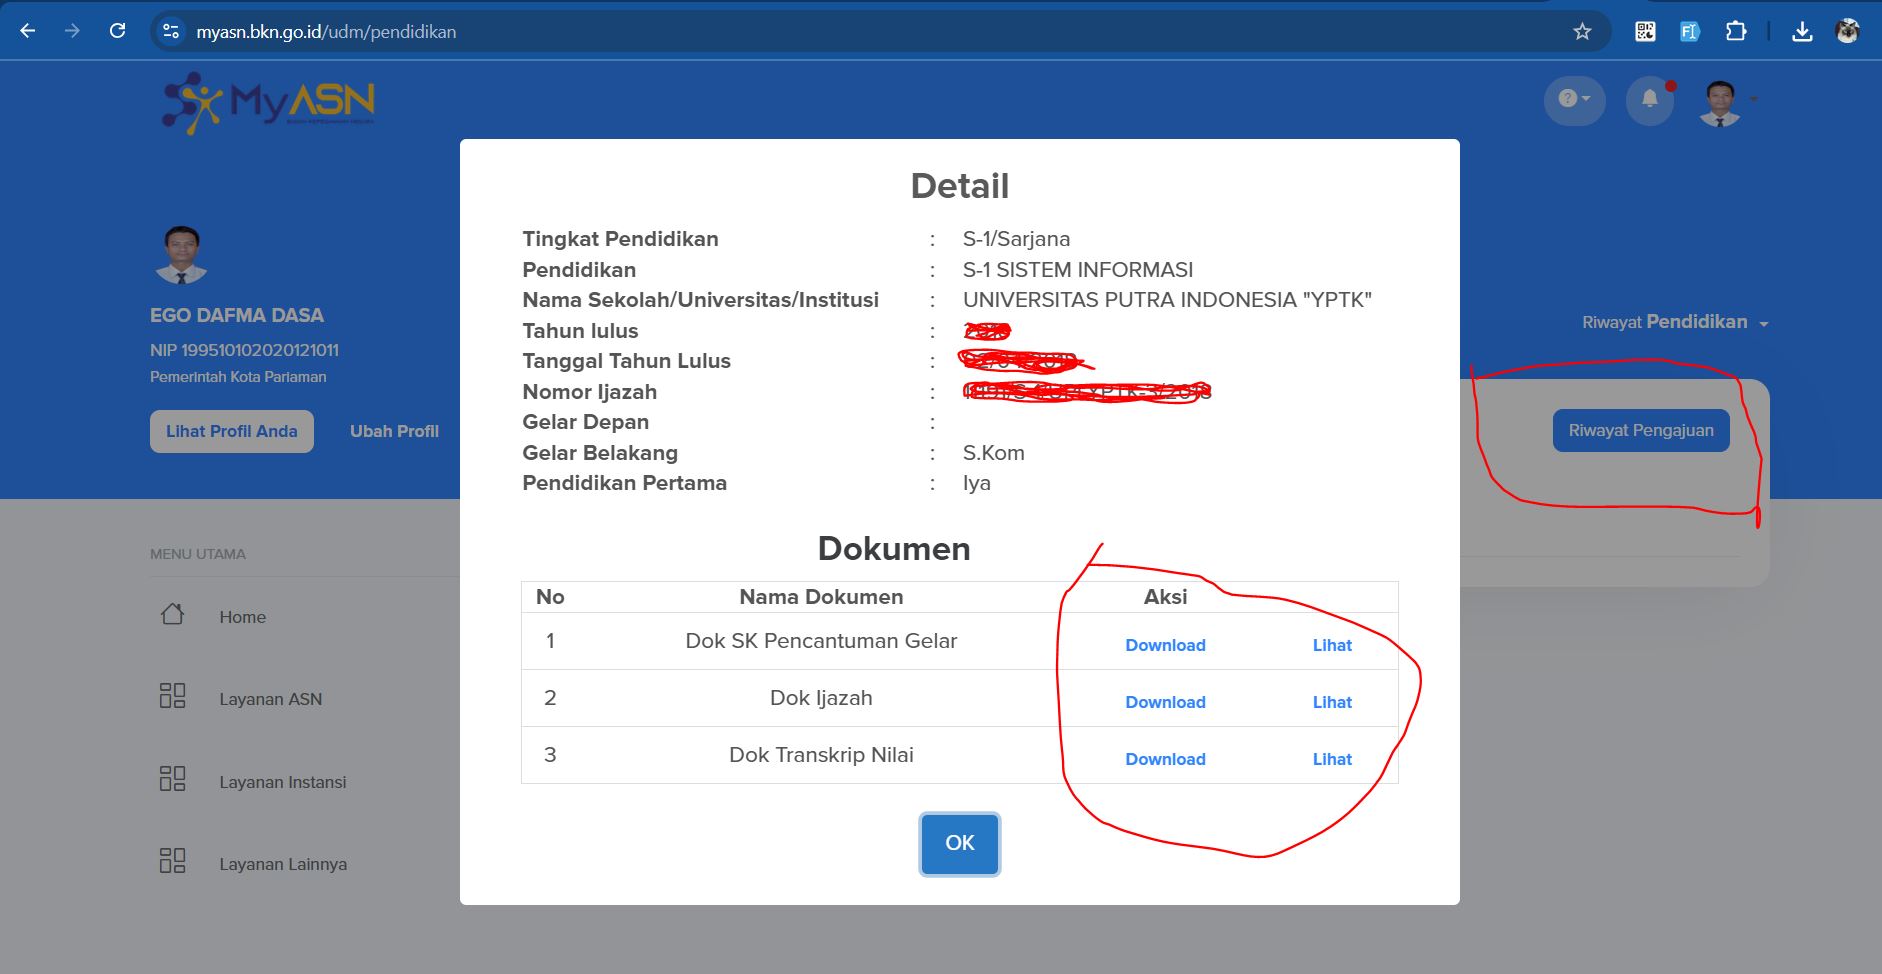 myasn.bkn.go.id/udm/pendidikan
MyASN
Detail
Tingkat Pendidikan : S-1/Sarjana
Pendidikan : S-1 SISTEM INFORMASI
Nama Sekolah/Universitas/Institusi : UNIVERSITAS PUTRA INDONESIA "YPTK"
Tahun lulus :
Tanggal Tahun Lulus :
Nomor Ijazah :
Gelar Depan :
Gelar Belakang : S.Kom
Pendidikan Pertama : Iya
Dokumen
No Nama Dokumen Aksi
1 Dok SK Pencantuman Gelar Download Lihat
2 Dok Ijazah Download Lihat
3 Dok Transkrip Nilai Download Lihat
OK
EGO DAFMA DASA
NIP 199510102020121011
Pemerintah Kota Pariaman
Lihat Profil Anda Ubah Profil
MENU UTAMA
Home
Layanan ASN
Layanan Instansi
Layanan Lainnya
Riwayat Pendidikan
Riwayat Pengajuan